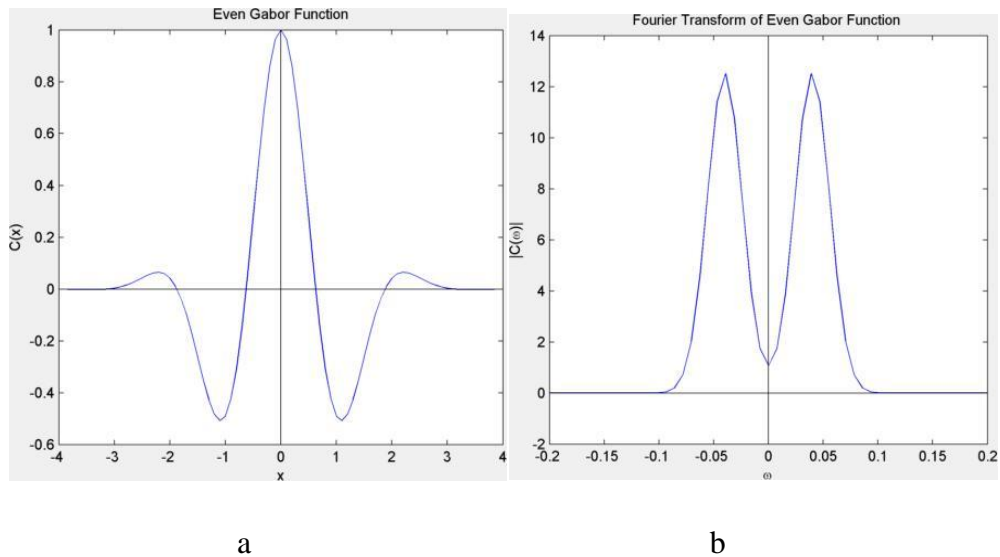 Even Gabor Function
1
0.8
0.6
0.4
0.2
0
-0.2
-0.4
-0.6
C(x)
-4 -3 -2 -1 0 1 2 3 4
x
Fourier Transform of Even Gabor Function
14
12
10
8
6
4
2
0
-2
|C(ω)|
-0.2 -0.15 -0.1 -0.05 0 0.05 0.1 0.15 0.2
ω
a b